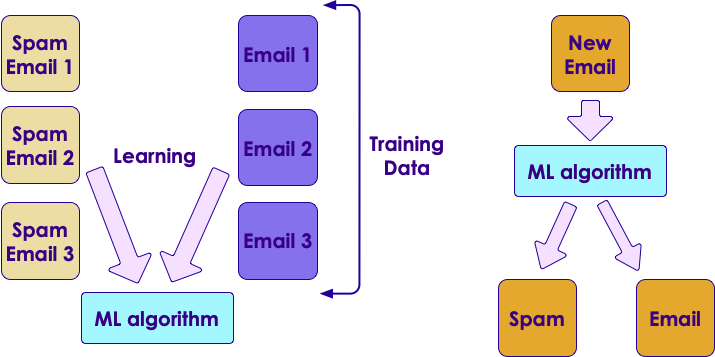 Spam
Email 1
Spam
Email 2
Spam
Email 3
Learning
ML algorithm
Email 1
Email 2
Email 3
Training
Data
New
Email
ML algorithm
Spam
Email